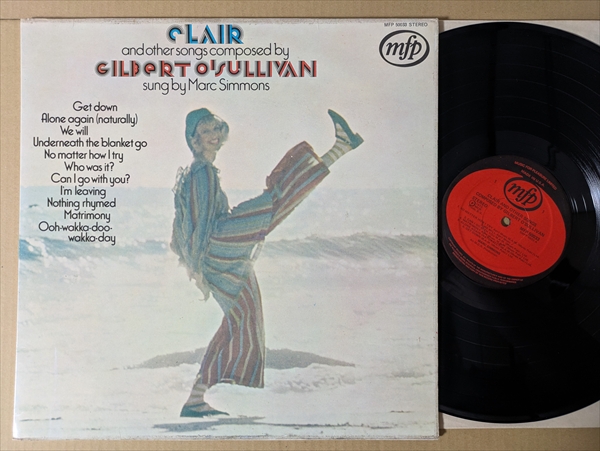 CLAIR
MFP 50035 STEREO
and other songs composed by
GILBERT O'SULLIVAN
sung by Marc Simmons
mfp
Get down
Alone again (naturally)
We will
Underneath the blanket go
No matter how I try
Who was it?
Can I go with you?
I'm leaving
Nothing rhymed
Matrimony
Ooh-wakka-doo-
wakka-day
mfp